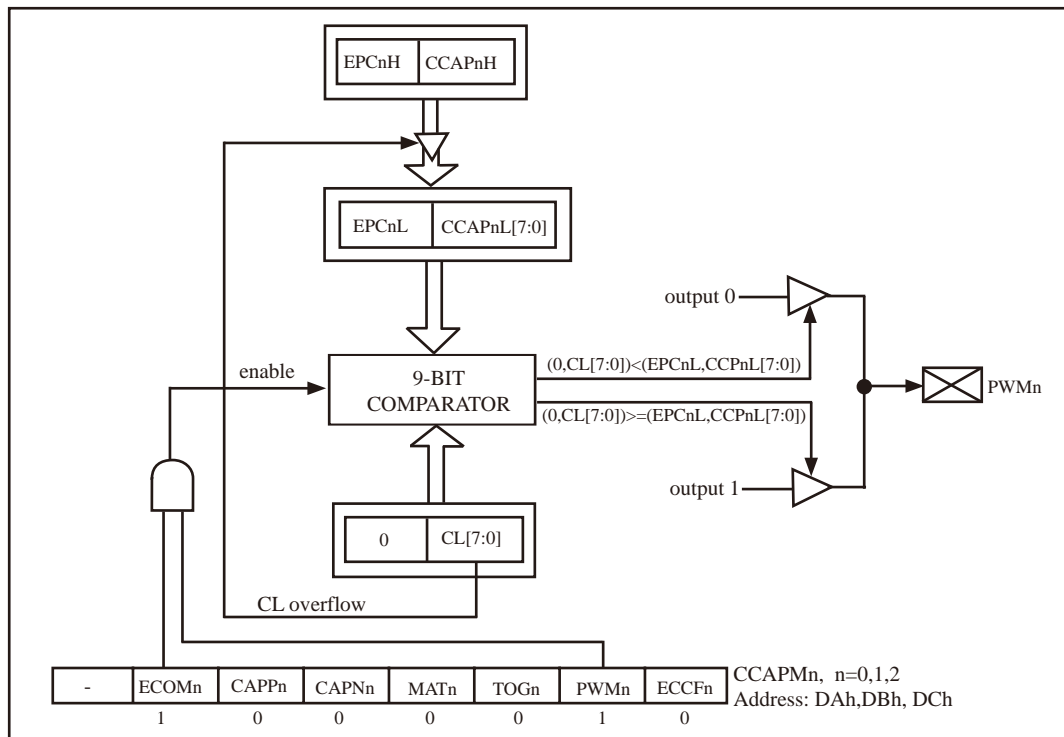 EPCnH CCAPnH
EPCnL CCAPnL[7:0]
output 0
enable
9-BIT
COMPARATOR
(0,CL[7:0])<(EPCnL,CCPnL[7:0])
(0,CL[7:0])>=(EPCnL,CCPnL[7:0])
PWMn
output 1
0 CL[7:0]
CL overflow
- ECOMn CAPPn CAPNn MATn TOGn PWMn ECCFn
CCAPMn, n=0,1,2
Address: DAh,DBh, DCh
1 0 0 0 0 1 0